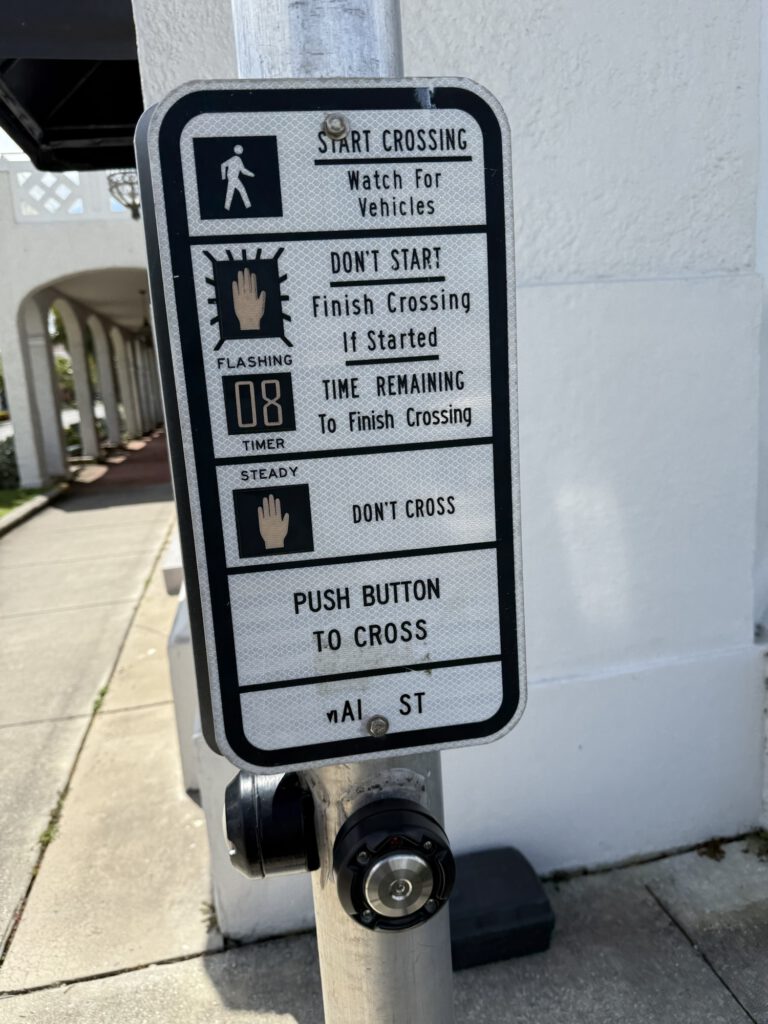 START CROSSING
Watch For
Vehicles
DON'T START
Finish Crossing
If Started
FLASHING
08
TIME REMAINING
To Finish Crossing
TIMER
STEADY
DON'T CROSS
PUSH BUTTON
TO CROSS
ST